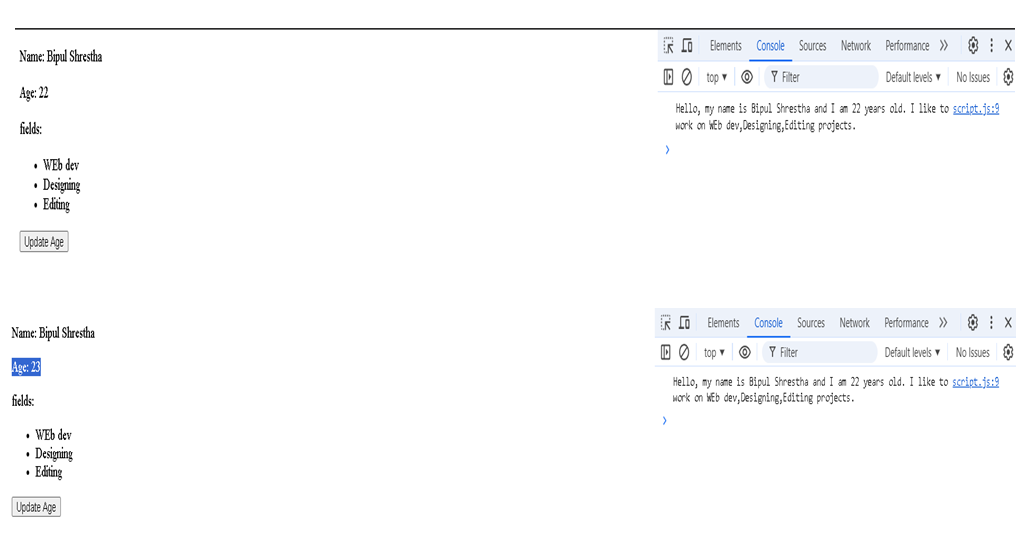 Name: Bipul Shrestha
Age: 22
fields:
• WEb dev
• Designing
• Editing
Update Age
Elements Console Sources Network Performance
top ▼ Filter Default levels ▼ No Issues
Hello, my name is Bipul Shrestha and I am 22 years old. I like to script.js:9
work on WEb dev,Designing,Editing projects.
Name: Bipul Shrestha
Age: 23
fields:
• WEb dev
• Designing
• Editing
Update Age
Elements Console Sources Network Performance
top ▼ Filter Default levels ▼ No Issues
Hello, my name is Bipul Shrestha and I am 22 years old. I like to script.js:9
work on WEb dev,Designing,Editing projects.